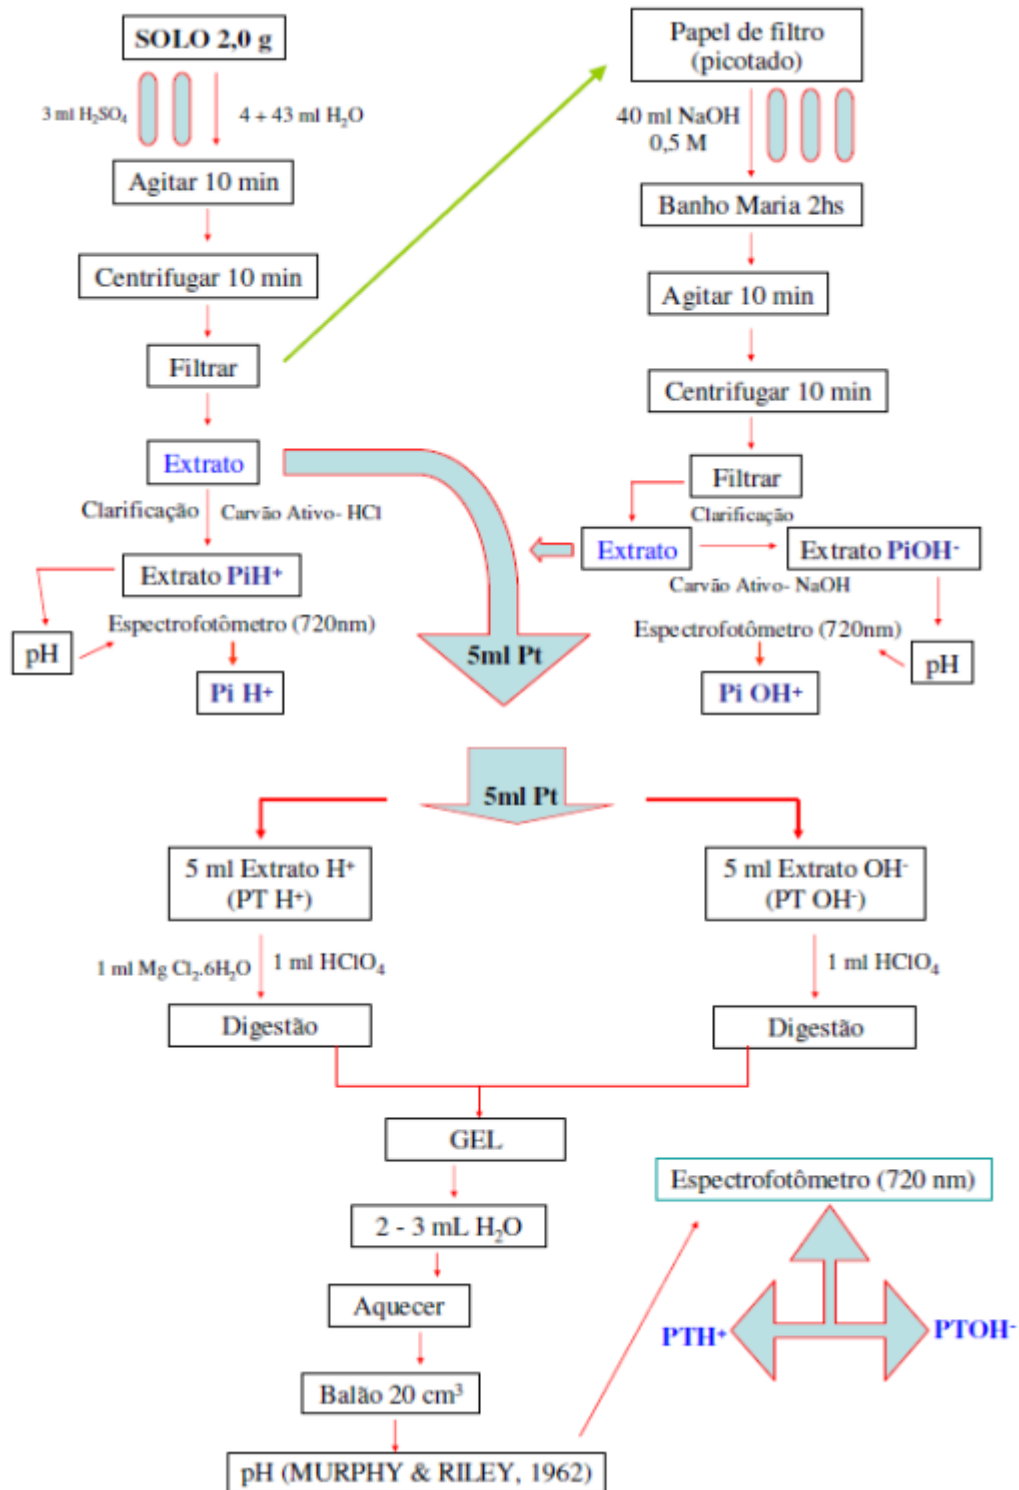 SOLO 2,0 g
3 ml H₂SO₄
4 + 43 ml H₂O
Agitar 10 min
Centrifugar 10 min
Filtrar
Extrato
Clarificação
Carvão Ativo- HCl
Extrato PiH⁺
Espectrofotômetro (720nm)
pH
Pi H⁺
Papel de filtro
(picotado)
40 ml NaOH
0,5 M
Banho Maria 2hs
Agitar 10 min
Centrifugar 10 min
Filtrar
Clarificação
Extrato
Extrato PiOH⁻
Carvão Ativo- NaOH
Espectrofotômetro (720nm)
pH
Pi OH⁺
5ml Pt
5ml Pt
5 ml Extrato H⁺
(PT H⁺)
1 ml Mg Cl₂.6H₂O
1 ml HClO₄
Digestão
5 ml Extrato OH⁻
(PT OH⁻)
1 ml HClO₄
Digestão
GEL
2 - 3 mL H₂O
Aquecer
Balão 20 cm³
pH (MURPHY & RILEY, 1962)
Espectrofotômetro (720 nm)
PTH⁺
PTOH⁻